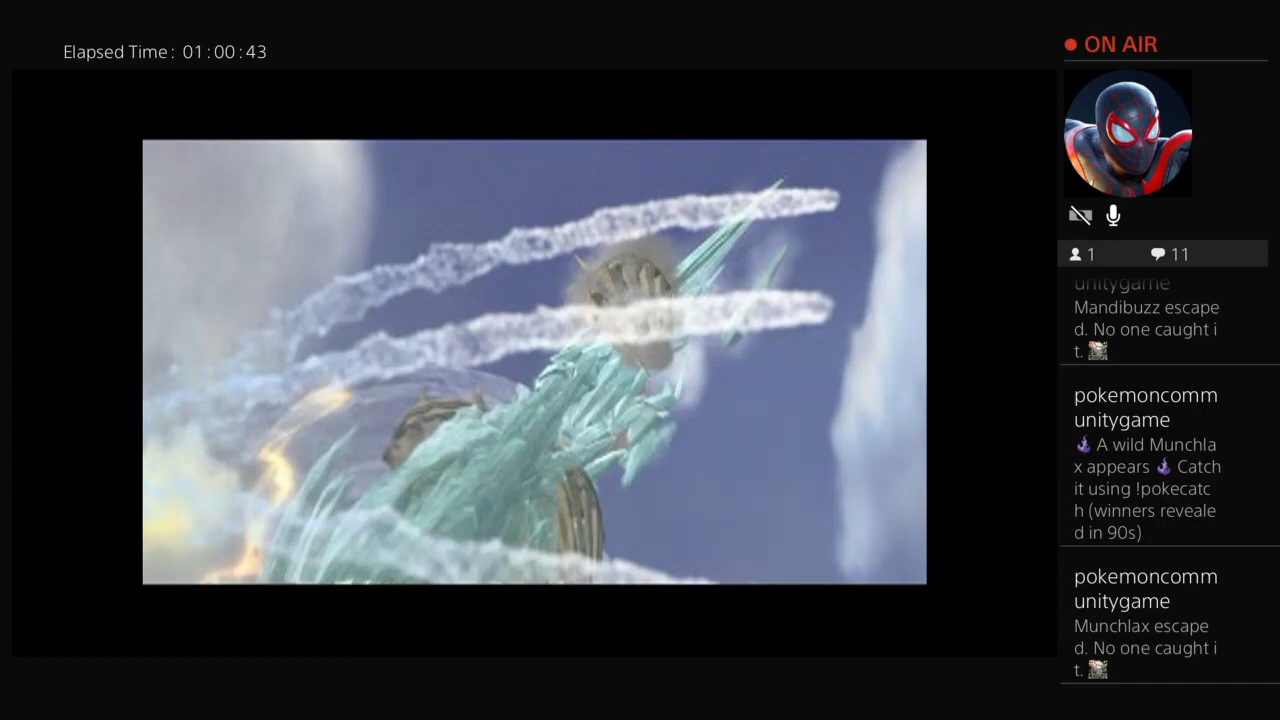 Elapsed Time: 01:00:43
ON AIR
1
11
unitygame
Mandibuzz escape
d. No one caught i
t.
pokemoncomm
unitygame
A wild Munchla
x appears Catch
it using !pokecatc
h (winners reveale
d in 90s)
pokemoncomm
unitygame
Munchlax escape
d. No one caught i
t.